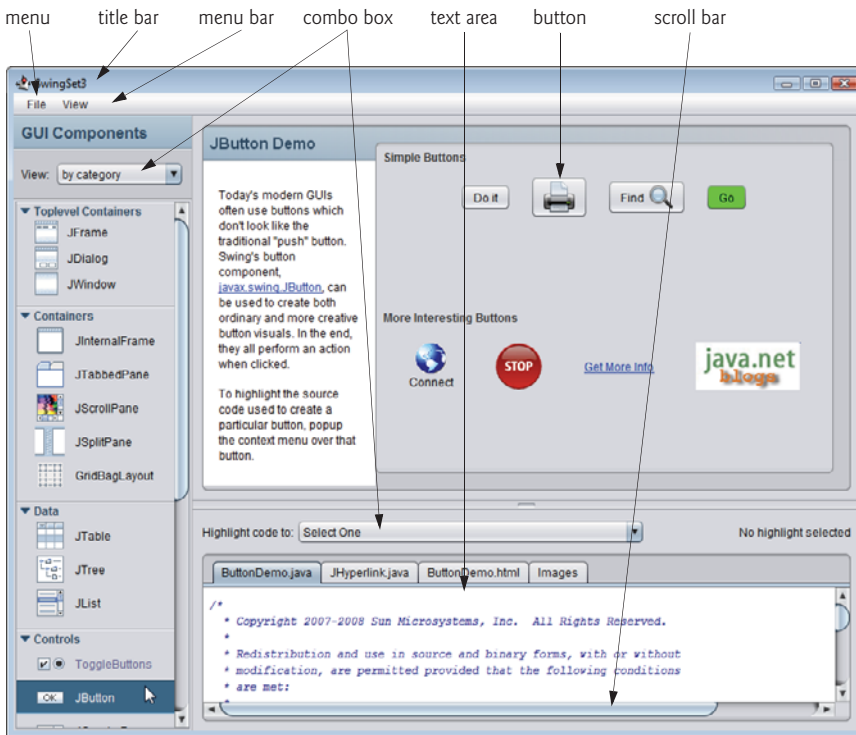 menu title bar menu bar combo box text area button scroll bar
SwingSet3
File View
GUI Components
View: by category
Toplevel Containers
JFrame
JDialog
JWindow
Containers
JInternalFrame
JTabbedPane
JScrollPane
JSplitPane
GridBagLayout
Data
JTable
JTree
JList
Controls
ToggleButtons
OK JButton
JButton Demo
Today's modern GUIs
often use buttons which
don't look like the
traditional "push" button.
Swing's button
component,
javax.swing.JButton, can
be used to create both
ordinary and more creative
button visuals. In the end,
they all perform an action
when clicked.
To highlight the source
code used to create a
particular button, popup
the context menu over that
button.
Simple Buttons
Do it Find Go
More Interesting Buttons
Connect STOP Get More Info java.net
blogs
Highlight code to: Select One No highlight selected
ButtonDemo.java JHyperlink.java ButtonDemo.html Images
/*
* Copyright 2007-2008 Sun Microsystems, Inc. All Rights Reserved.
*
* Redistribution and use in source and binary forms, with or without
* modification, are permitted provided that the following conditions
* are met:
*